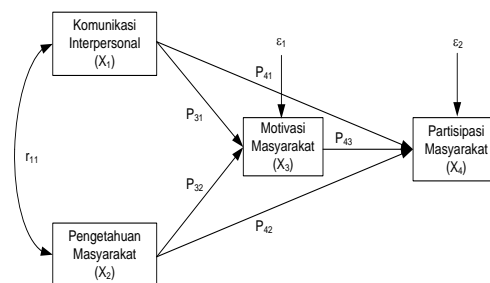 Komunikasi
Interpersonal
(X₁)
ε₁
ε₂
P₄₁
P₃₁
Motivasi
Masyarakat
(X₃)
P₄₃
Partisipasi
Masyarakat
(X₄)
r₁₁
P₃₂
P₄₂
Pengetahuan
Masyarakat
(X₂)